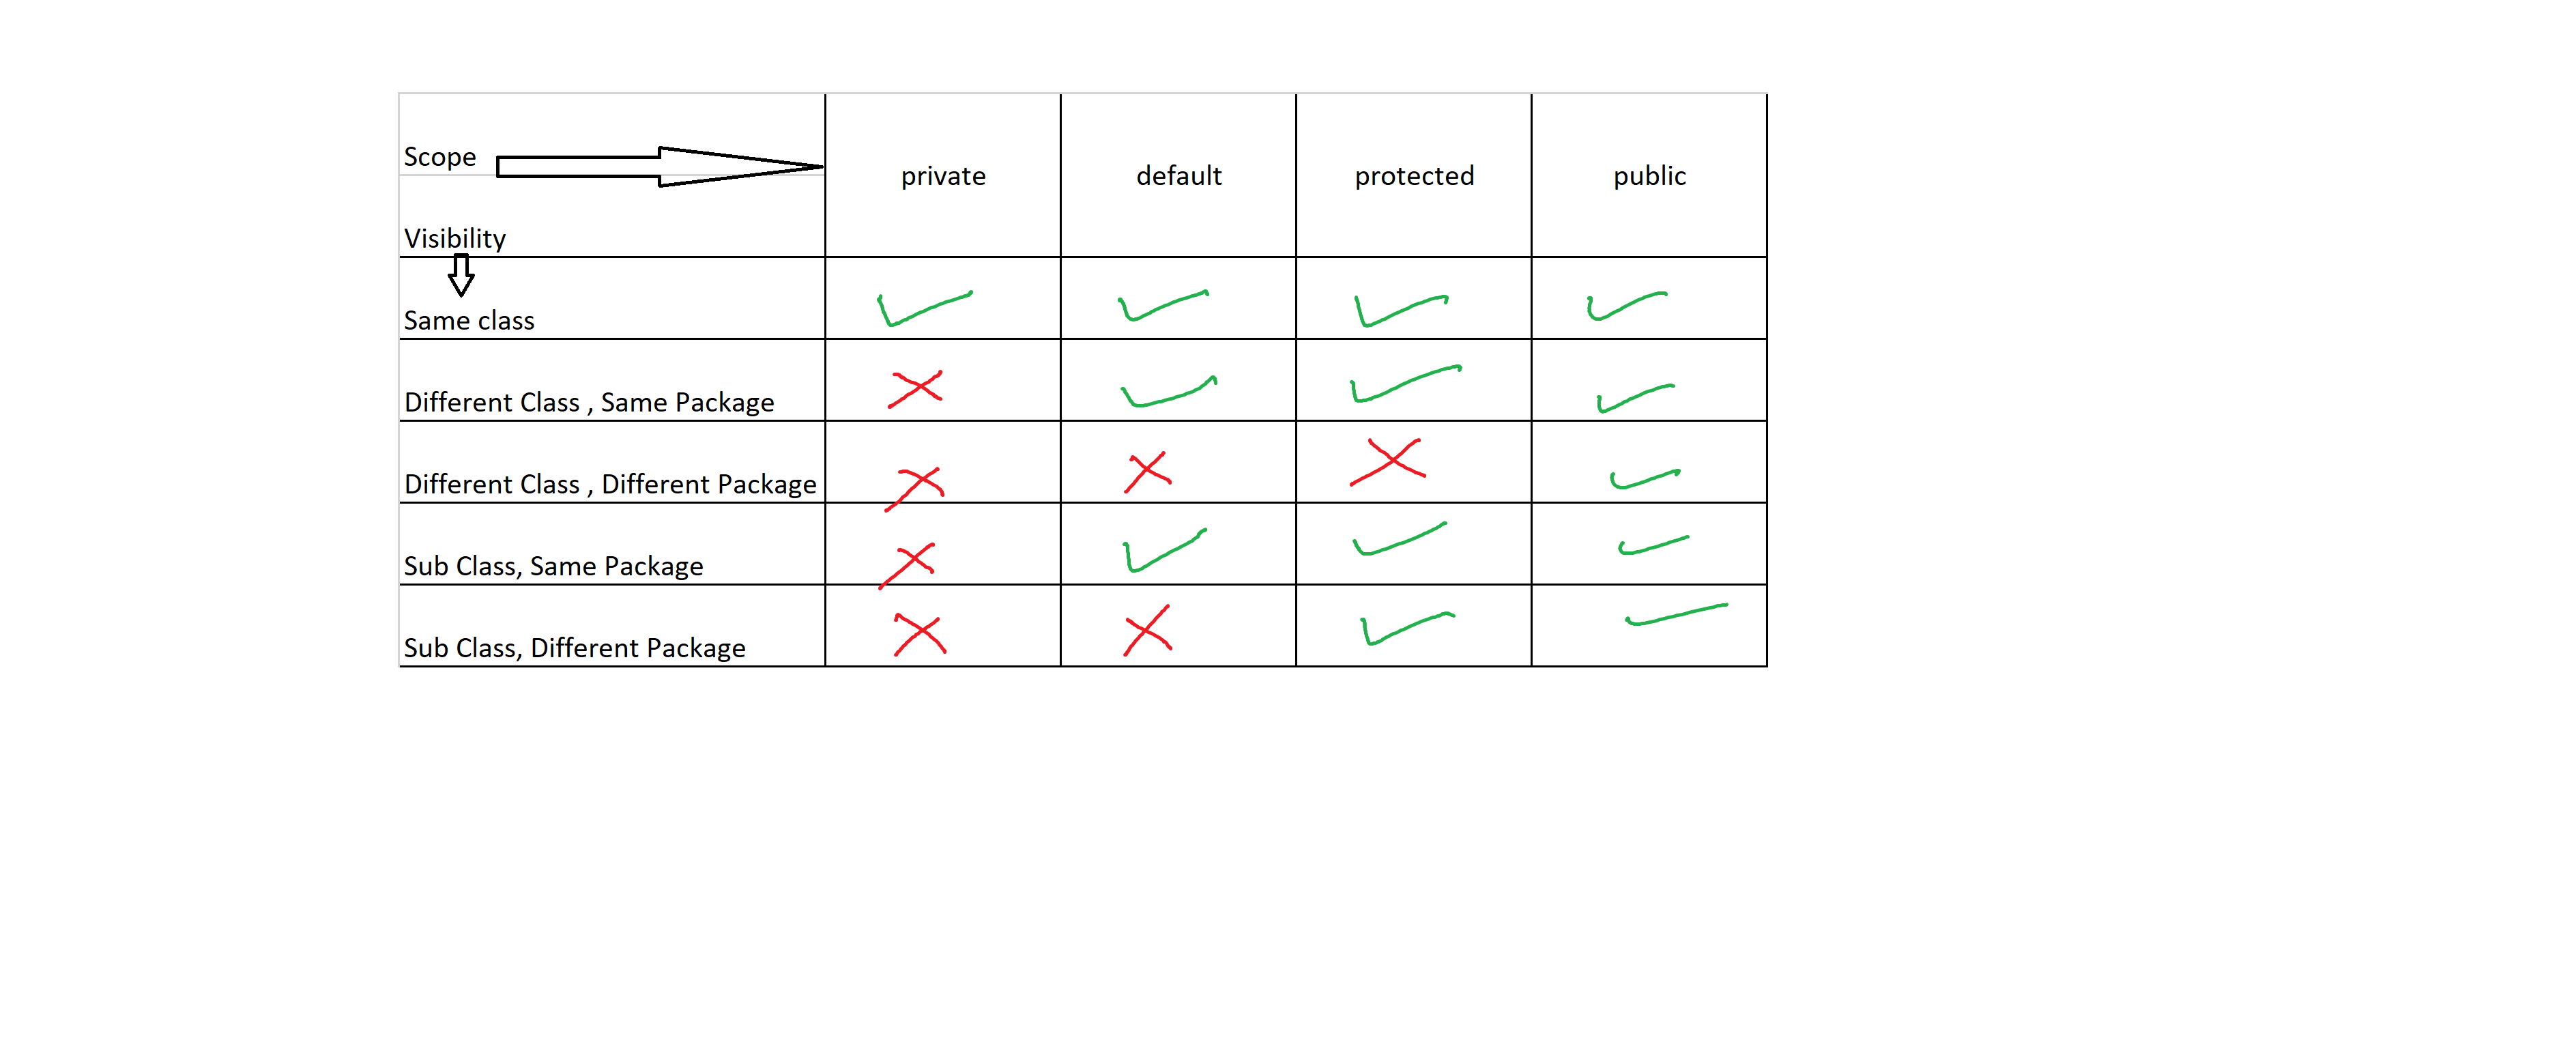 Scope
private default protected public
Visibility
Same class
Different Class , Same Package
Different Class , Different Package
Sub Class, Same Package
Sub Class, Different Package